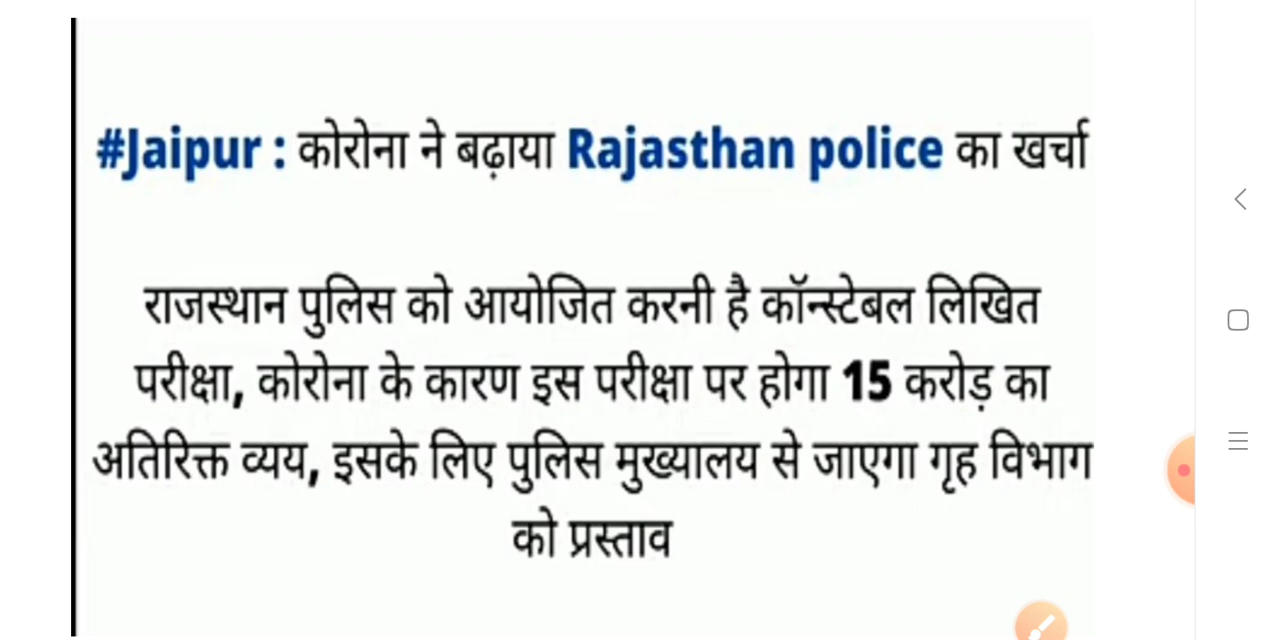 #Jaipur : कोरोना ने बढ़ाया Rajasthan police का खर्चा
राजस्थान पुलिस को आयोजित करनी है कॉन्स्टेबल लिखित
परीक्षा, कोरोना के कारण इस परीक्षा पर होगा 15 करोड़ का
अतिरिक्त व्यय, इसके लिए पुलिस मुख्यालय से जाएगा गृह विभाग
को प्रस्ताव